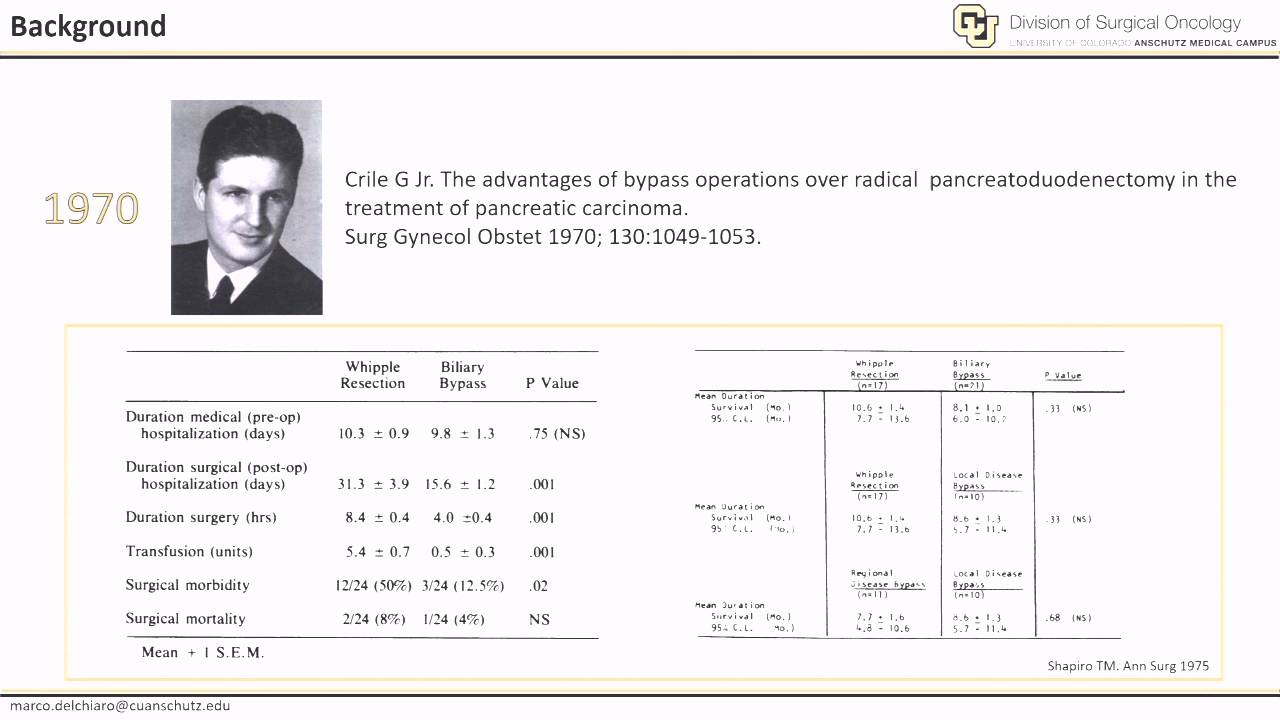 Background
Division of Surgical Oncology
UNIVERSITY OF COLORADO ANSCHUTZ MEDICAL CAMPUS
1970
Crile G Jr. The advantages of bypass operations over radical pancreatoduodenectomy in the
treatment of pancreatic carcinoma.
Surg Gynecol Obstet 1970; 130:1049-1053.
Whipple Biliary
Resection Bypass P Value
Duration medical (pre-op)
hospitalization (days) 10.3 ± 0.9 9.8 ± 1.3 .75 (NS)
Duration surgical (post-op)
hospitalization (days) 31.3 ± 3.9 15.6 ± 1.2 .001
Duration surgery (hrs) 8.4 ± 0.4 4.0 ±0.4 .001
Transfusion (units) 5.4 ± 0.7 0.5 ± 0.3 .001
Surgical morbidity 12/24 (50%) 3/24 (12.5%) .02
Surgical mortality 2/24 (8%) 1/24 (4%) NS
Mean + 1 S.E.M.
Whipple Biliary
Resection Bypass P Value
(n=17) (n=21)
Mean Duration
Survival (Mo.) 10.6 ± 1.4 8.1 ± 1.0 .33 (NS)
95% C.L. (Mo.) 7.7 - 13.6 6.0 - 10.2
Whipple Local Disease
Resection Bypass
(n=17) (n=10)
Mean Duration
Survival (Mo.) 10.6 ± 1.4 8.6 ± 1.3 .33 (NS)
95% C.L. (Mo.) 7.7 - 13.6 5.7 - 11.4
Regional Local Disease
Disease Bypass Bypass
(n=11) (n=10)
Mean Duration
Survival (Mo.) 7.7 ± 1.6 8.6 ± 1.3 .68 (NS)
95% C.L. Mo.) 4.8 - 10.6 5.7 - 11.4
Shapiro TM. Ann Surg 1975
marco.delchiaro@cuanschutz.edu